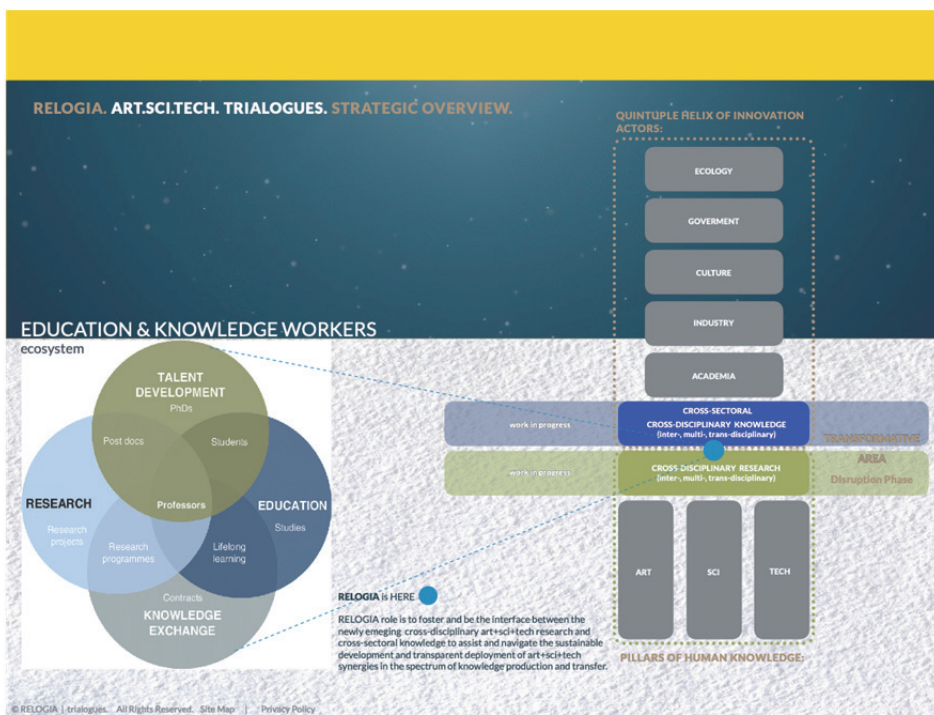 RELOGIA. ART.SCI.TECH. TRIALOGUES. STRATEGIC OVERVIEW.
QUINTUPLE HELIX OF INNOVATION
ACTORS:
ECOLOGY
GOVERMENT
CULTURE
INDUSTRY
ACADEMIA
EDUCATION & KNOWLEDGE WORKERS
ecosystem
TALENT
DEVELOPMENT
PhDs
Post docs
Students
RESEARCH
Professors
EDUCATION
Research
projects
Studies
Research
programmes
Lifelong
learning
Contracts
KNOWLEDGE
EXCHANGE
work in progress
CROSS-SECTORAL
CROSS-DISCIPLINARY KNOWLEDGE
(inter-, multi-, trans-disciplinary)
work in progress
CROSS-DISCIPLINARY RESEARCH
(inter-, multi-, trans-disciplinary)
TRANSFORMATIVE
AREA
Disruption Phase
ART
SCI
TECH
PILLARS OF HUMAN KNOWLEDGE:
RELOGIA is HERE
RELOGIA role is to foster and be the interface between the
newly emeging cross-disciplinary art+sci+tech research and
cross-sectoral knowledge to assist and navigate the sustainable
development and transparent deployment of art+sci+tech
synergies in the spectrum of knowledge production and transfer.
© RELOGIA | trialogues. All Rights Reserved. Site Map | Privacy Policy